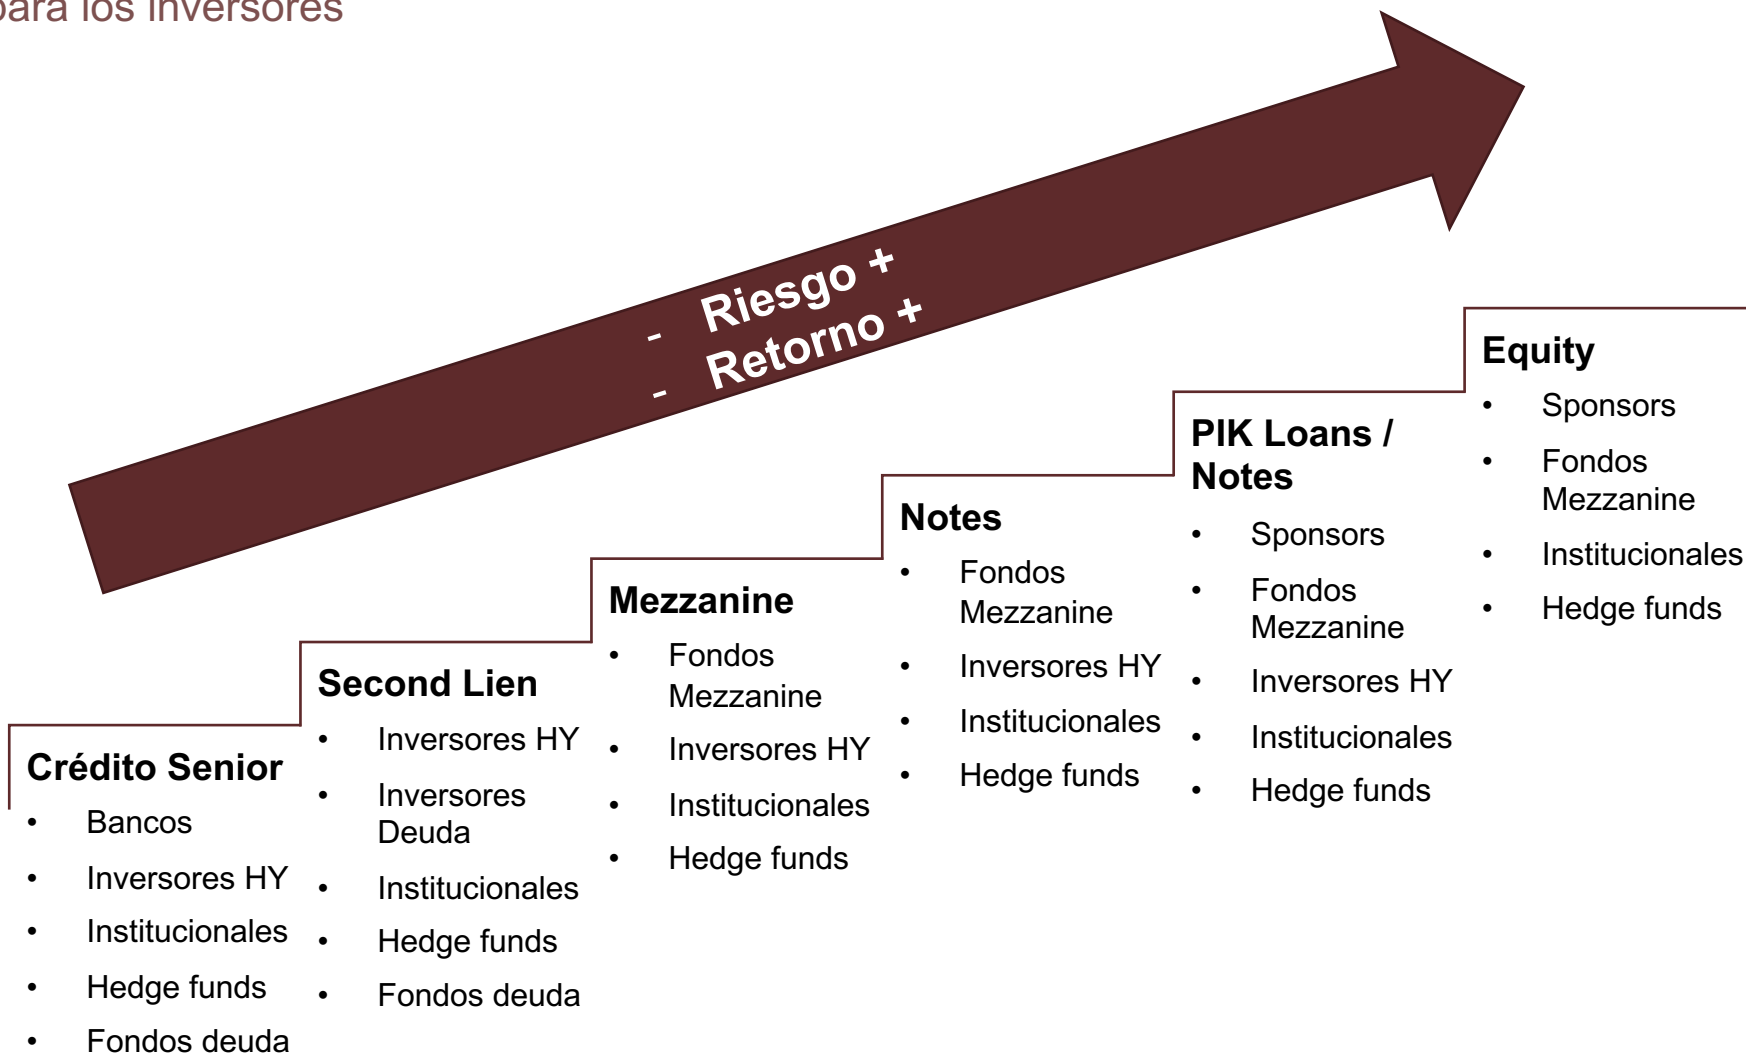 para los inversores
- Riesgo +
- Retorno +
Crédito Senior
• Bancos
• Inversores HY
• Institucionales
• Hedge funds
• Fondos deuda
Second Lien
• Inversores HY
• Inversores
Deuda
• Institucionales
• Hedge funds
• Fondos deuda
Mezzanine
• Fondos
Mezzanine
• Inversores HY
• Institucionales
• Hedge funds
Notes
• Fondos
Mezzanine
• Inversores HY
• Institucionales
• Hedge funds
PIK Loans /
Notes
• Sponsors
• Fondos
Mezzanine
• Inversores HY
• Institucionales
• Hedge funds
Equity
• Sponsors
• Fondos
Mezzanine
• Institucionales
• Hedge funds